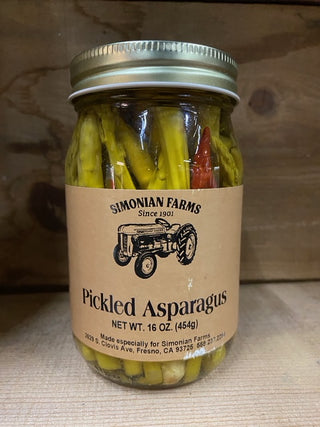 SIMONIAN FARMS
Since 1901
Pickled Asparagus
NET WT. 16 OZ. (454g)
Made especially for Simonian Farms
2629 S. Clovis Ave, Fresno, CA 93725